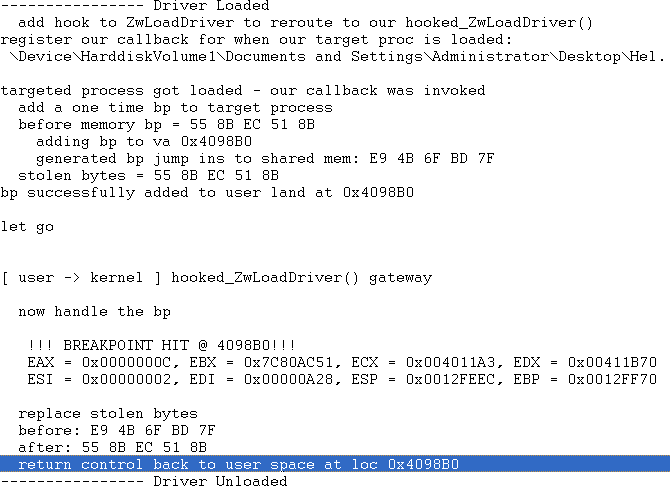 ---------------- Driver Loaded
add hook to ZwLoadDriver to reroute to our hooked_ZwLoadDriver()
register our callback for when our target proc is loaded:
\Device\HarddiskVolume1\Documents and Settings\Administrator\Desktop\Hel.
targeted process got loaded - our callback was invoked
add a one time bp to target process
before memory bp = 55 8B EC 51 8B
adding bp to va 0x4098B0
generated bp jump ins to shared mem: E9 4B 6F BD 7F
stolen bytes = 55 8B EC 51 8B
bp successfully added to user land at 0x4098B0
let go
[ user -> kernel ] hooked_ZwLoadDriver() gateway
now handle the bp
!!! BREAKPOINT HIT @ 4098B0!!!
EAX = 0x0000000C, EBX = 0x7C80AC51, ECX = 0x004011A3, EDX = 0x00411B70
ESI = 0x00000002, EDI = 0x00000A28, ESP = 0x0012FEEC, EBP = 0x0012FF70
replace stolen bytes
before: E9 4B 6F BD 7F
after: 55 8B EC 51 8B
return control back to user space at loc 0x4098B0
---------------- Driver Unloaded